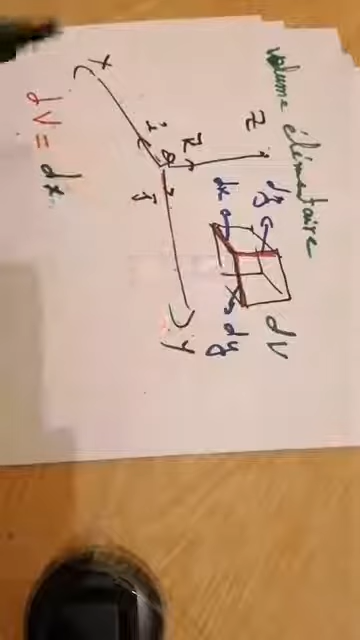 volume élémentaire
Z
k
O
i
j
X
y
dx
dz
dy
dV
dV = dx